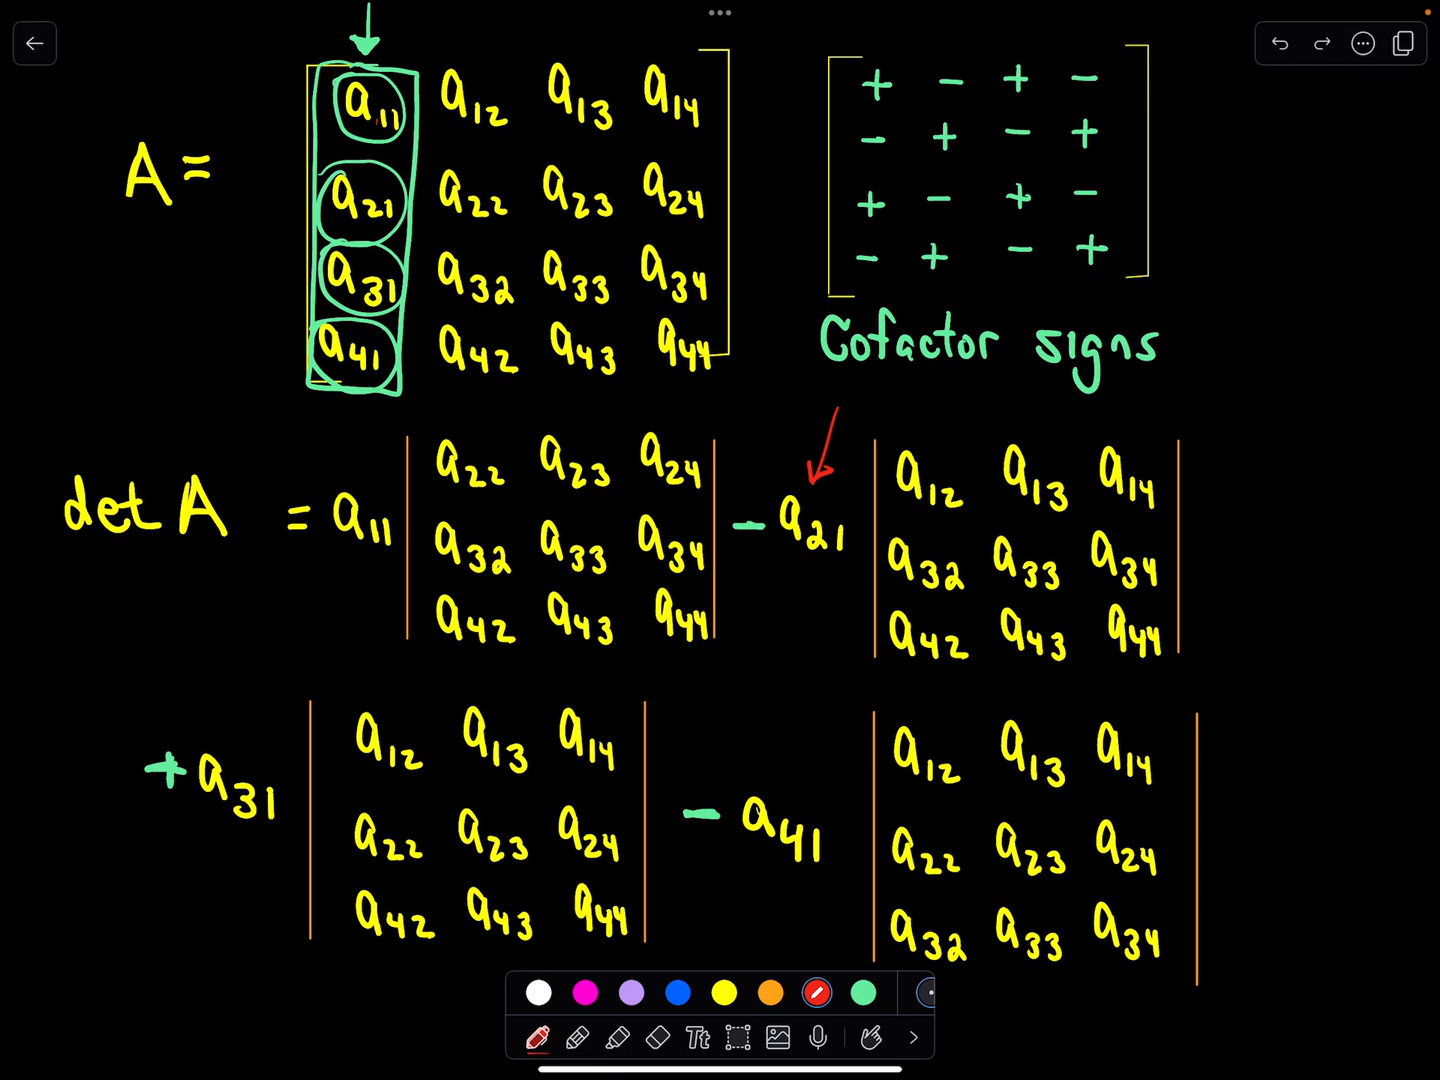 a11 a12 a13 a14 + - + -
A = a21 a22 a23 a24 - + - +
a31 a32 a33 a34 + - + -
a41 a42 a43 a44 - + - +
Cofactor signs
det A = a11 | a22 a23 a24 | - a21 | a12 a13 a14 |
a32 a33 a34 a32 a33 a34
a42 a43 a44 a42 a43 a44
+ a31 | a12 a13 a14 | - a41 | a12 a13 a14 |
a22 a23 a24 a22 a23 a24
a42 a43 a44 a32 a33 a34
Tt